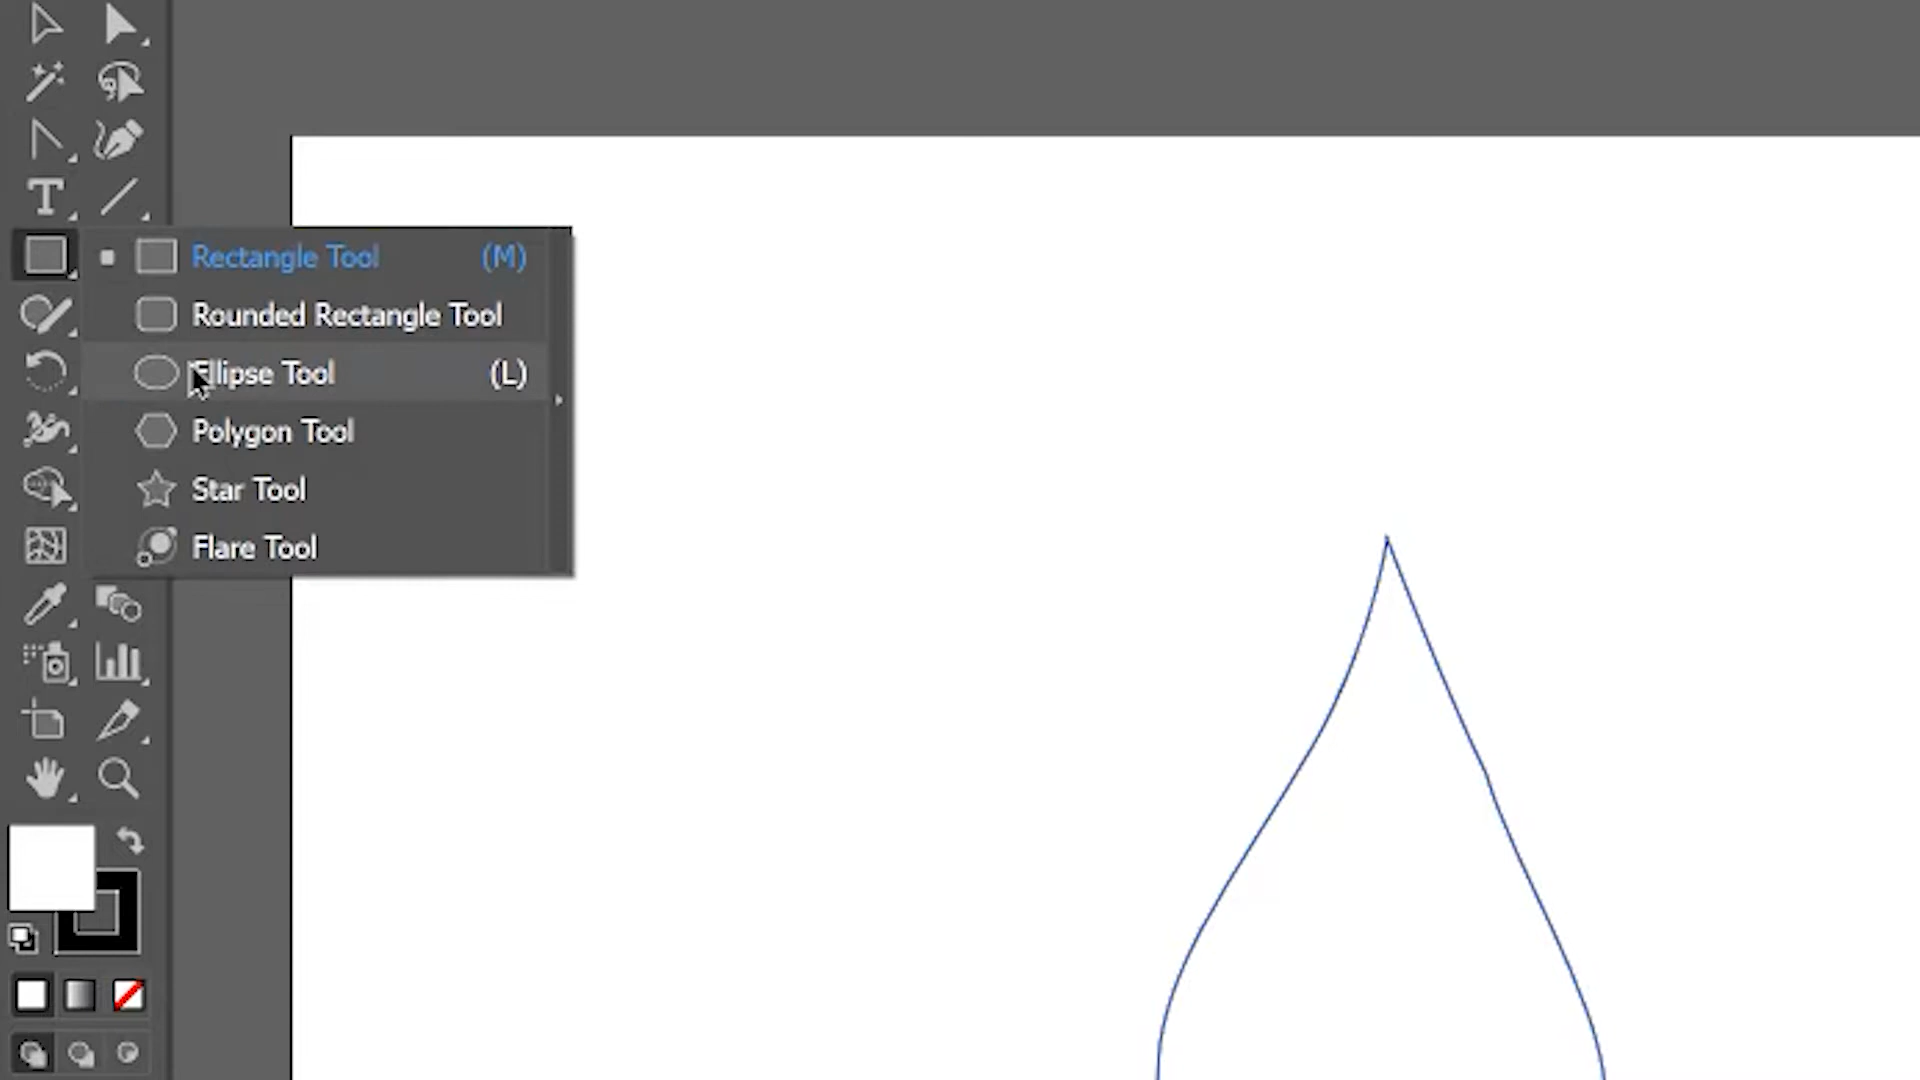 Rectangle Tool (M)
Rounded Rectangle Tool
Ellipse Tool (L)
Polygon Tool
Star Tool
Flare Tool